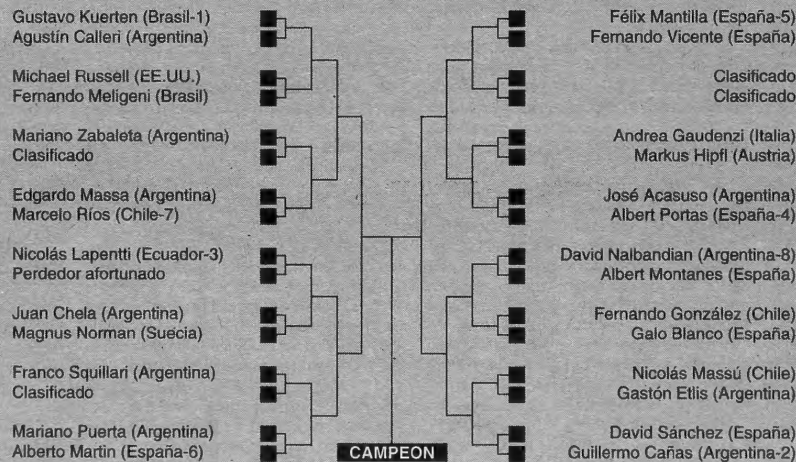 Gustavo Kuerten (Brasil-1)
Agustín Calleri (Argentina)
Michael Russell (EE.UU.)
Fernando Meligeni (Brasil)
Mariano Zabaleta (Argentina)
Clasificado
Edgardo Massa (Argentina)
Marcelo Ríos (Chile-7)
Nicolás Lapentti (Ecuador-3)
Perdedor afortunado
Juan Chela (Argentina)
Magnus Norman (Suecia)
Franco Squillari (Argentina)
Clasificado
Mariano Puerta (Argentina)
Alberto Martin (España-6)
Félix Mantilla (España-5)
Fernando Vicente (España)
Clasificado
Clasificado
Andrea Gaudenzi (Italia)
Markus Hipfl (Austria)
José Acasuso (Argentina)
Albert Portas (España-4)
David Nalbandian (Argentina-8)
Albert Montanes (España)
Fernando González (Chile)
Galo Blanco (España)
Nicolás Massú (Chile)
Gastón Etlis (Argentina)
David Sánchez (España)
Guillermo Cañas (Argentina-2)
CAMPEON